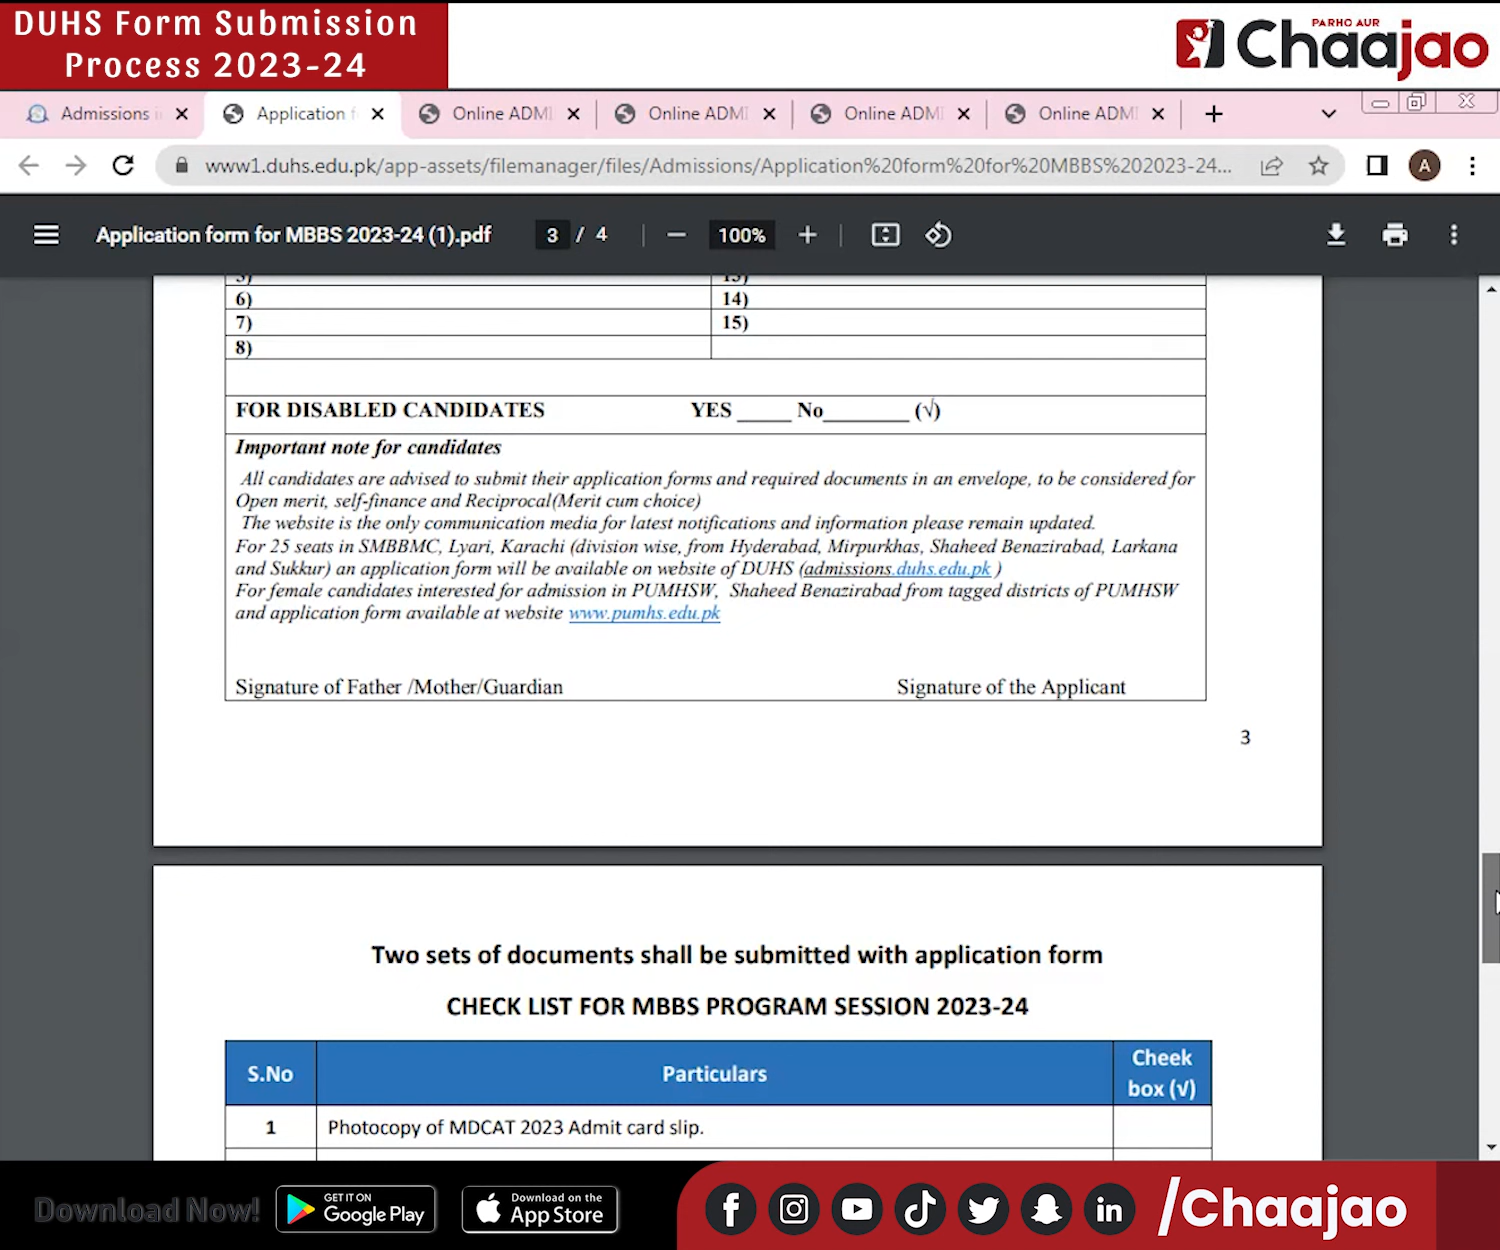 DUHS Form Submission
Process 2023-24
PARHO AUR
Chaajao
Admissions
Application
Online ADMI
Online ADMI
Online ADMI
Online ADMI
www1.duhs.edu.pk/app-assets/filemanager/files/Admissions/Application%20form%20for%20MBBS%202023-24...
A
Application form for MBBS 2023-24 (1).pdf
3 / 4
100%
6) 14)
7) 15)
8)
FOR DISABLED CANDIDATES YES _____ No________ (√)
Important note for candidates
All candidates are advised to submit their application forms and required documents in an envelope, to be considered for
Open merit, self-finance and Reciprocal(Merit cum choice)
The website is the only communication media for latest notifications and information please remain updated.
For 25 seats in SMBBMC, Lyari, Karachi (division wise, from Hyderabad, Mirpurkhas, Shaheed Benazirabad, Larkana
and Sukkur) an application form will be available on website of DUHS (admissions.duhs.edu.pk )
For female candidates interested for admission in PUMHSW, Shaheed Benazirabad from tagged districts of PUMHSW
and application form available at website www.pumhs.edu.pk
Signature of Father /Mother/Guardian Signature of the Applicant
3
Two sets of documents shall be submitted with application form
CHECK LIST FOR MBBS PROGRAM SESSION 2023-24
S.No Particulars Cheek box (√)
1 Photocopy of MDCAT 2023 Admit card slip.
Download Now!
GET IT ON
Google Play
Download on the
App Store
/Chaajao